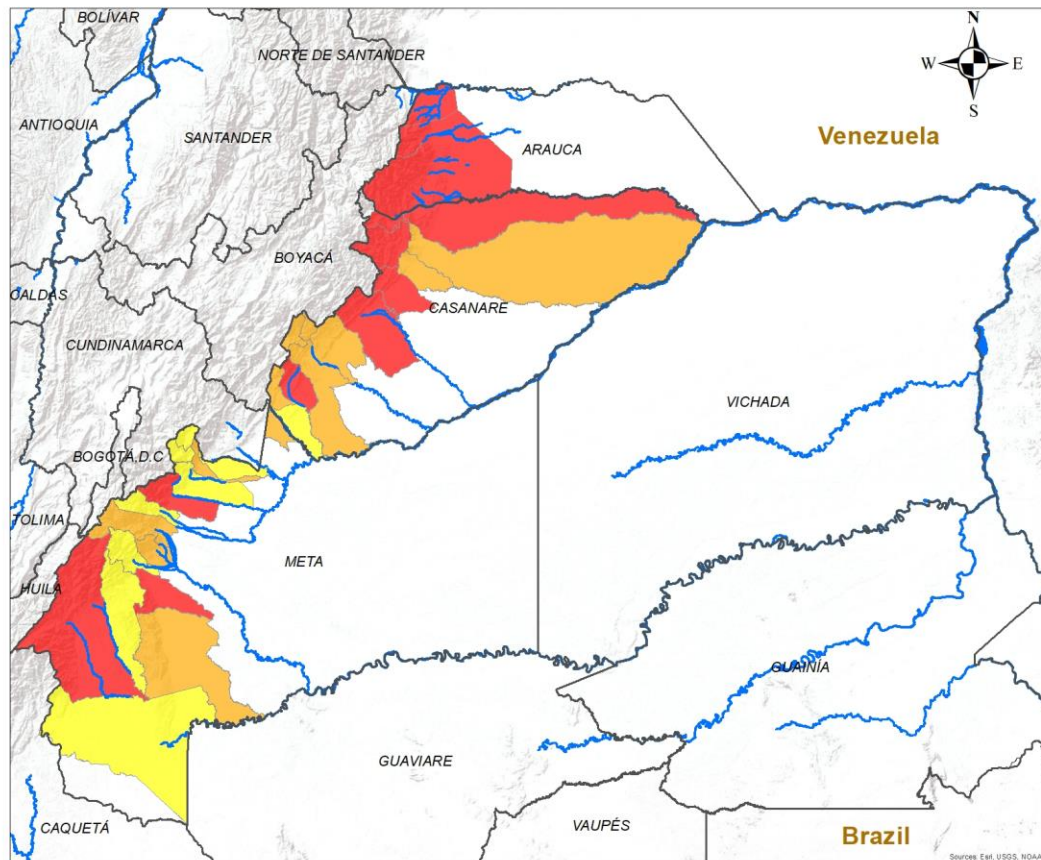 BOLÍVAR
NORTE DE SANTANDER
N
W
E
S
ANTIOQUIA
SANTANDER
ARAUCA
Venezuela
BOYACÁ
CALDAS
CASANARE
CUNDINAMARCA
VICHADA
BOGOTÁ, D.C
TOLIMA
META
HUILA
GUAINÍA
GUAVIARE
CAQUETÁ
VAUPÉS
Brazil
Sources: Esri, USGS, NOAA